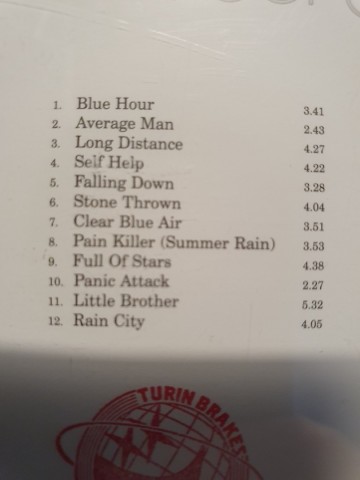 1. Blue Hour 3.41
2. Average Man 2.43
3. Long Distance 4.27
4. Self Help 4.22
5. Falling Down 3.28
6. Stone Thrown 4.04
7. Clear Blue Air 3.51
8. Pain Killer (Summer Rain) 3.53
9. Full Of Stars 4.38
10. Panic Attack 2.27
11. Little Brother 5.32
12. Rain City 4.05
TURIN BRAKES